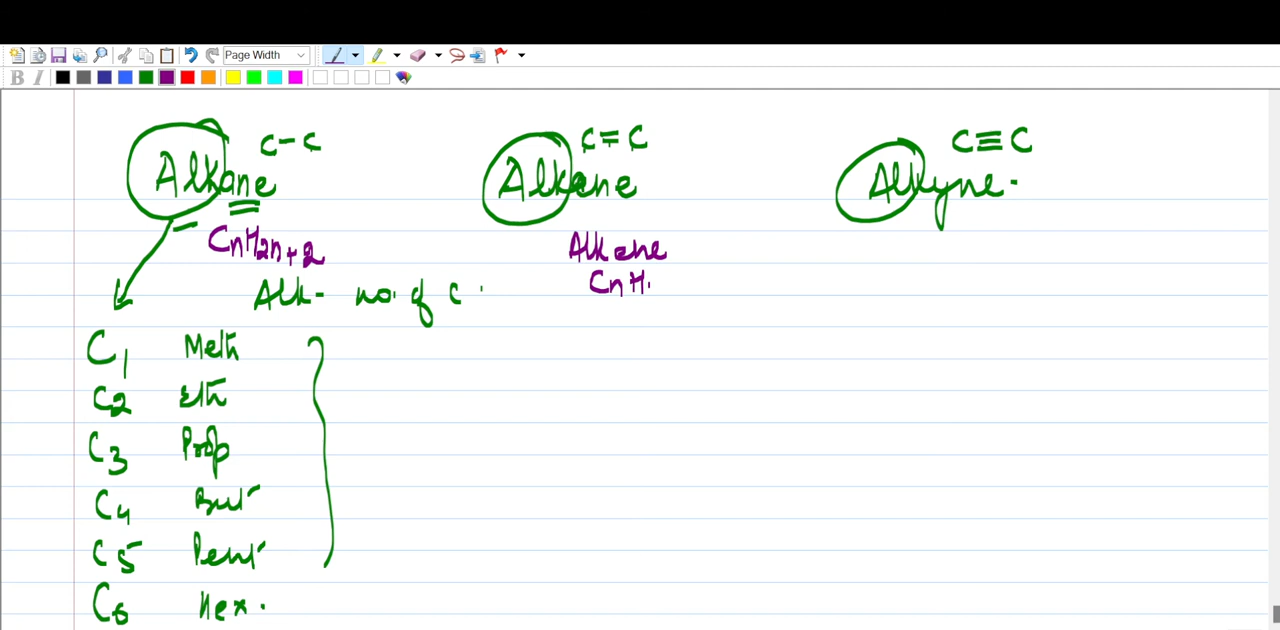 Page Width
B I
C-C
Alkane
CnH2n+2
C=C
Alkene
Alkene
CnH.
C≡C
Alkyne.
Alk- no. of C.
C1 Meth
C2 Eth
C3 Prop
C4 But
C5 Pent
C6 Hex.